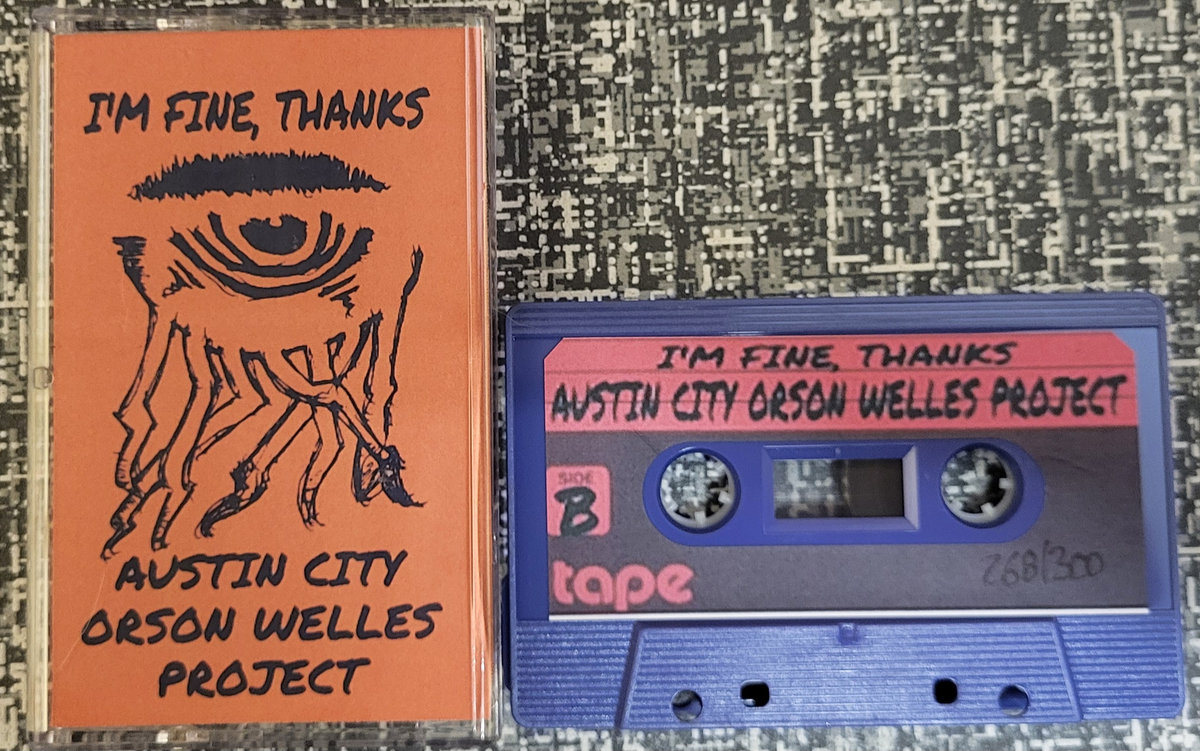 I'M FINE, THANKS
AUSTIN CITY
ORSON WELLES
PROJECT
I'M FINE, THANKS
AUSTIN CITY ORSON WELLES PROJECT
SIDE
B
tape
268/300